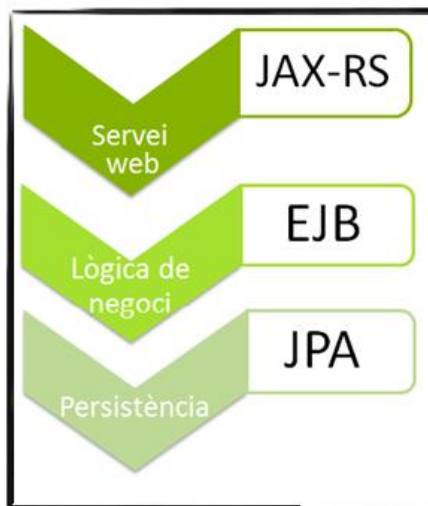 Servei
web
JAX-RS
Lògica de
negoci
EJB
Persistència
JPA